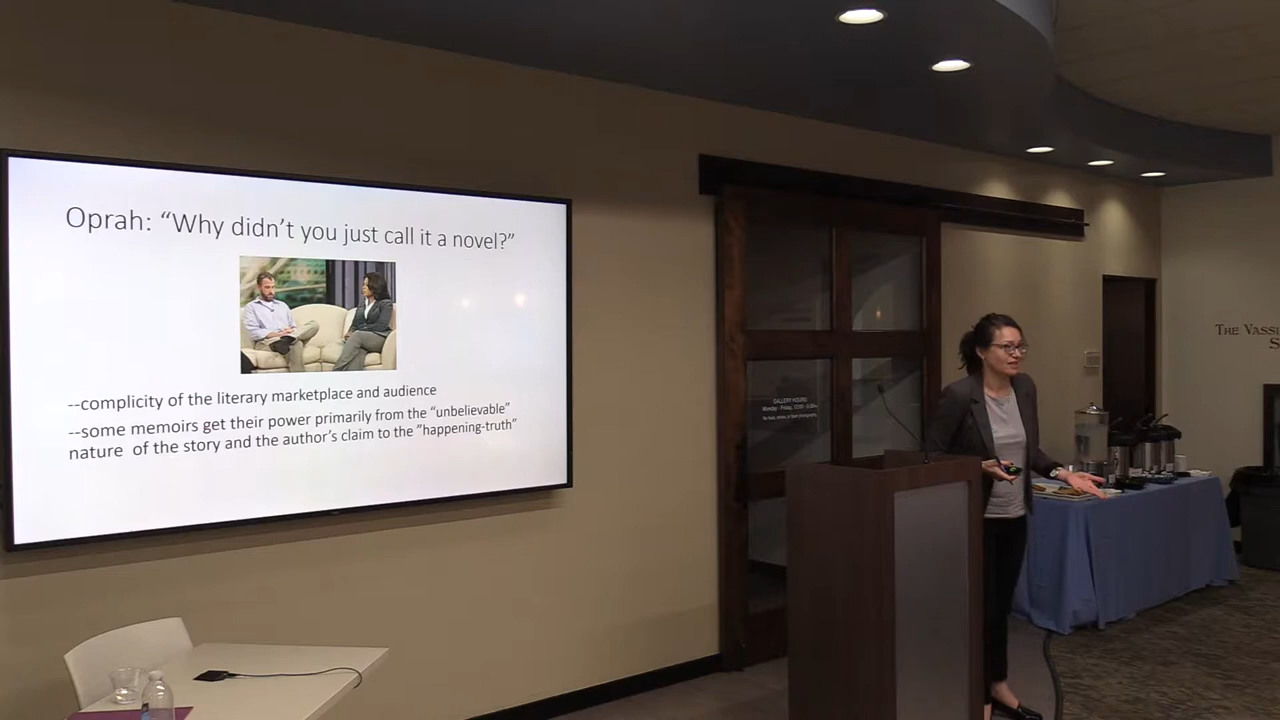 Oprah: “Why didn’t you just call it a novel?”
--complicity of the literary marketplace and audience
--some memoirs get their power primarily from the “unbelievable”
nature of the story and the author’s claim to the ”happening-truth”
GALLERY HOURS
Monday - Friday,
The Vass
S